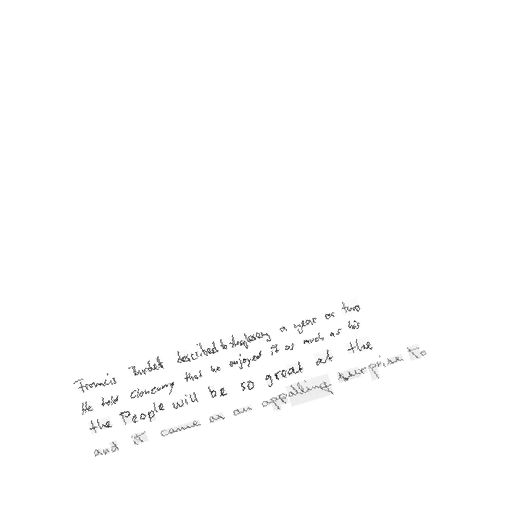 Francis Burdett described to the a year or two
He told Cloncurry that he enjoyed it as much as his
the People will be so great at the
and it came as an appalling surprise to